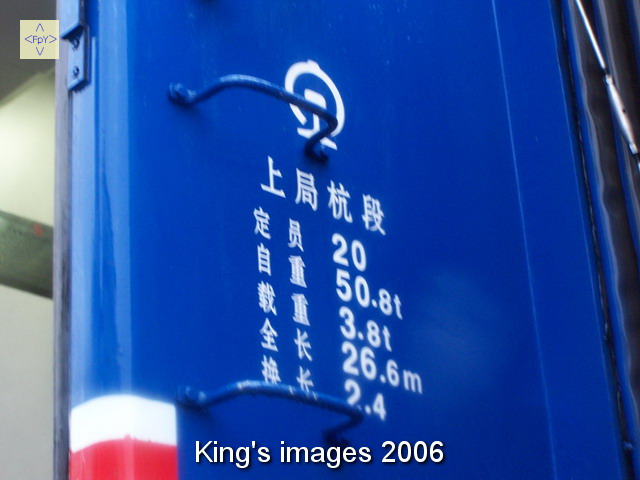 <FpY>
上局杭段
定员 20
自重 50.8t
载重 3.8t
全长 26.6m
换长 2.4
King's images 2006